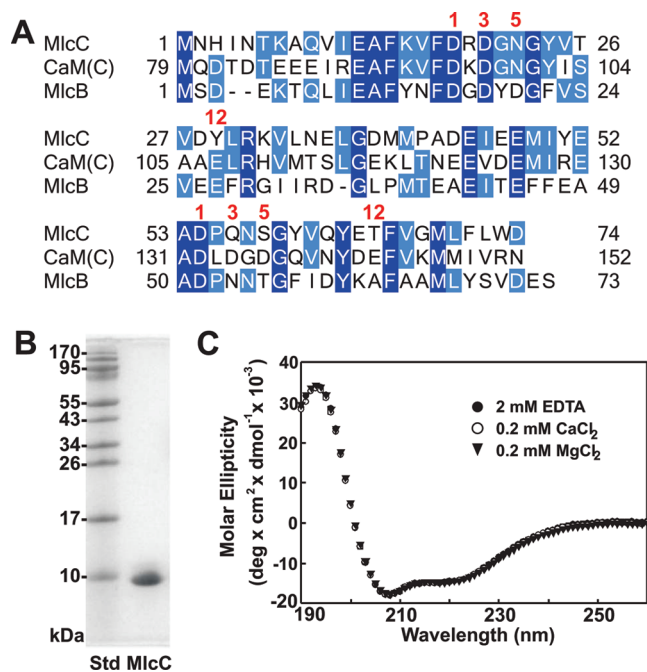 A
1 3 5
MlcC 1 MNHINTKAQVIEAFKVFDRDGNGYVT 26
CaM(C) 79 MQDTDTEEEIREAFKVFDKDGNGYIS 104
MlcB 1 MSD--EKTQLIEAFYNFDGDYDGFVS 24
12
MlcC 27 VDYLRKVLNELGDMMPADEIEEMIYE 52
CaM(C) 105 AAELRHVMTSLGEKLTNEEVDEMIRE 130
MlcB 25 VEEFRGIIRD-GLPMTEAEITEFFEA 49
1 3 5 12
MlcC 53 ADPQNSGYVQYETFVGMLFLWD 74
CaM(C) 131 ADLDGDGQVNYDEFVKMMIVRN 152
MlcB 50 ADPNNTGFIDYKAFAAMLYSVDES 73
B
170
95
55
43
34
26
17
10
kDa
Std MlcC
C
Molar Ellipticity
(deg x cm² x dmol⁻¹ x 10⁻³)
40
30
20
10
0
-10
-20
2 mM EDTA
0.2 mM CaCl₂
0.2 mM MgCl₂
190 210 230 250
Wavelength (nm)